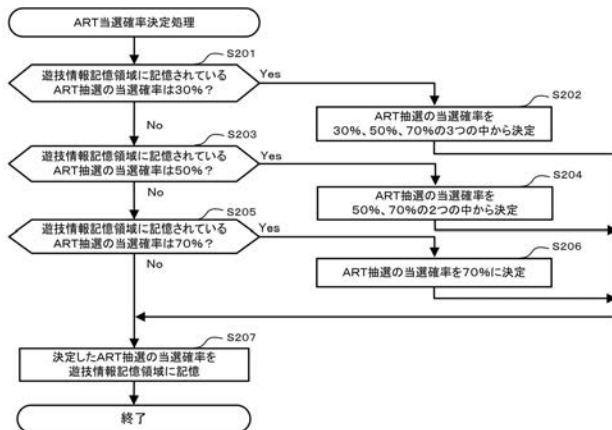 ART当選確率決定処理
S201
遊技情報記憶領域に記憶されている
ART抽選の当選確率は30%?
Yes
S202
ART抽選の当選確率を
30%、50%、70%の3つの中から決定
No
S203
遊技情報記憶領域に記憶されている
ART抽選の当選確率は50%?
Yes
S204
ART抽選の当選確率を
50%、70%の2つの中から決定
No
S205
遊技情報記憶領域に記憶されている
ART抽選の当選確率は70%?
Yes
S206
ART抽選の当選確率を70%に決定
No
S207
決定したART抽選の当選確率を
遊技情報記憶領域に記憶
終了